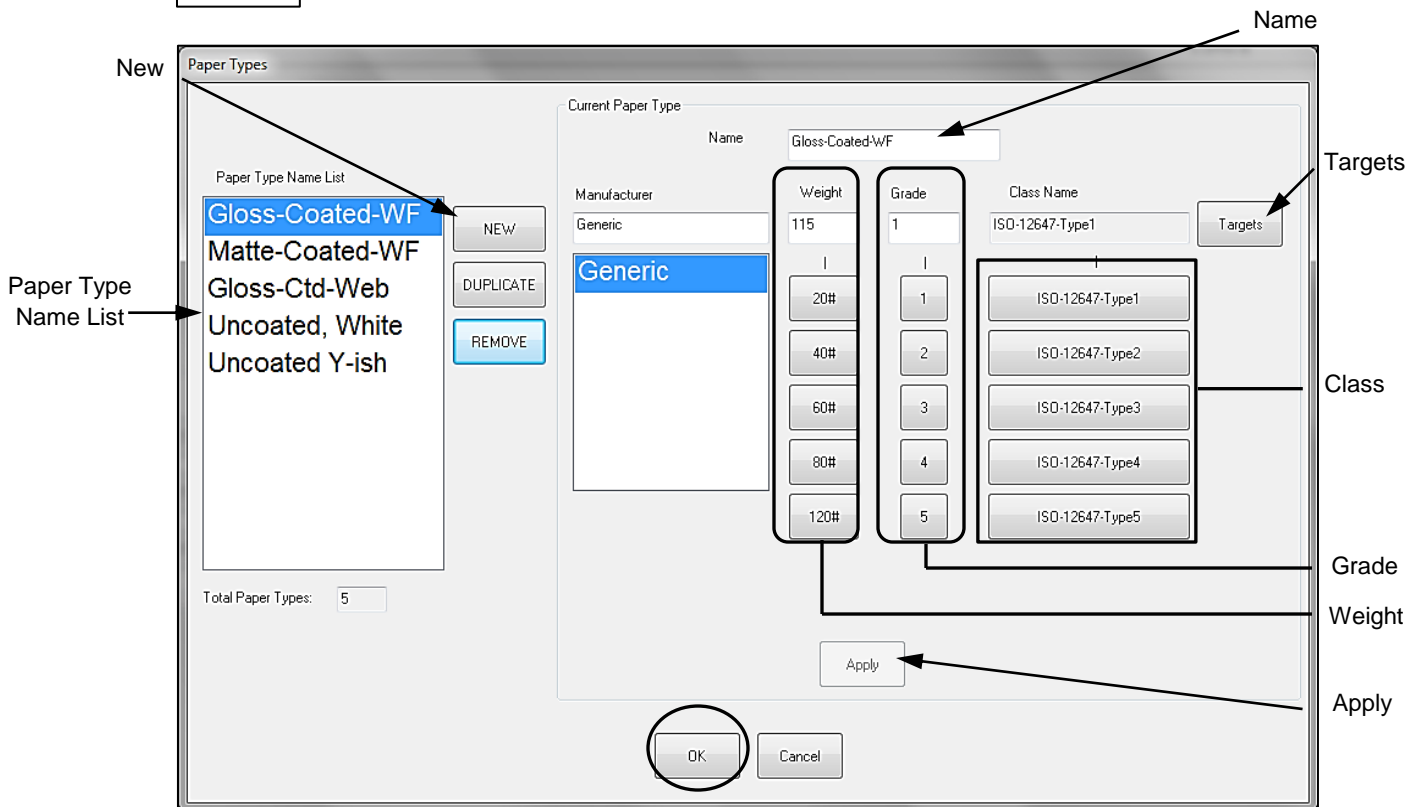 Name
New
Paper Types
Current Paper Type
Name
Gloss-Coated-WF
Targets
Paper Type Name List
Manufacturer
Weight
Grade
Class Name
Gloss-Coated-WF
NEW
Generic
115
1
ISO-12647-Type1
Targets
Matte-Coated-WF
Generic
Paper Type
Name List
Gloss-Ctd-Web
DUPLICATE
20#
1
ISO-12647-Type1
Uncoated, White
REMOVE
40#
2
ISO-12647-Type2
Uncoated Y-ish
Class
60#
3
ISO-12647-Type3
80#
4
ISO-12647-Type4
120#
5
ISO-12647-Type5
Grade
Total Paper Types: 5
Weight
Apply
Apply
OK
Cancel